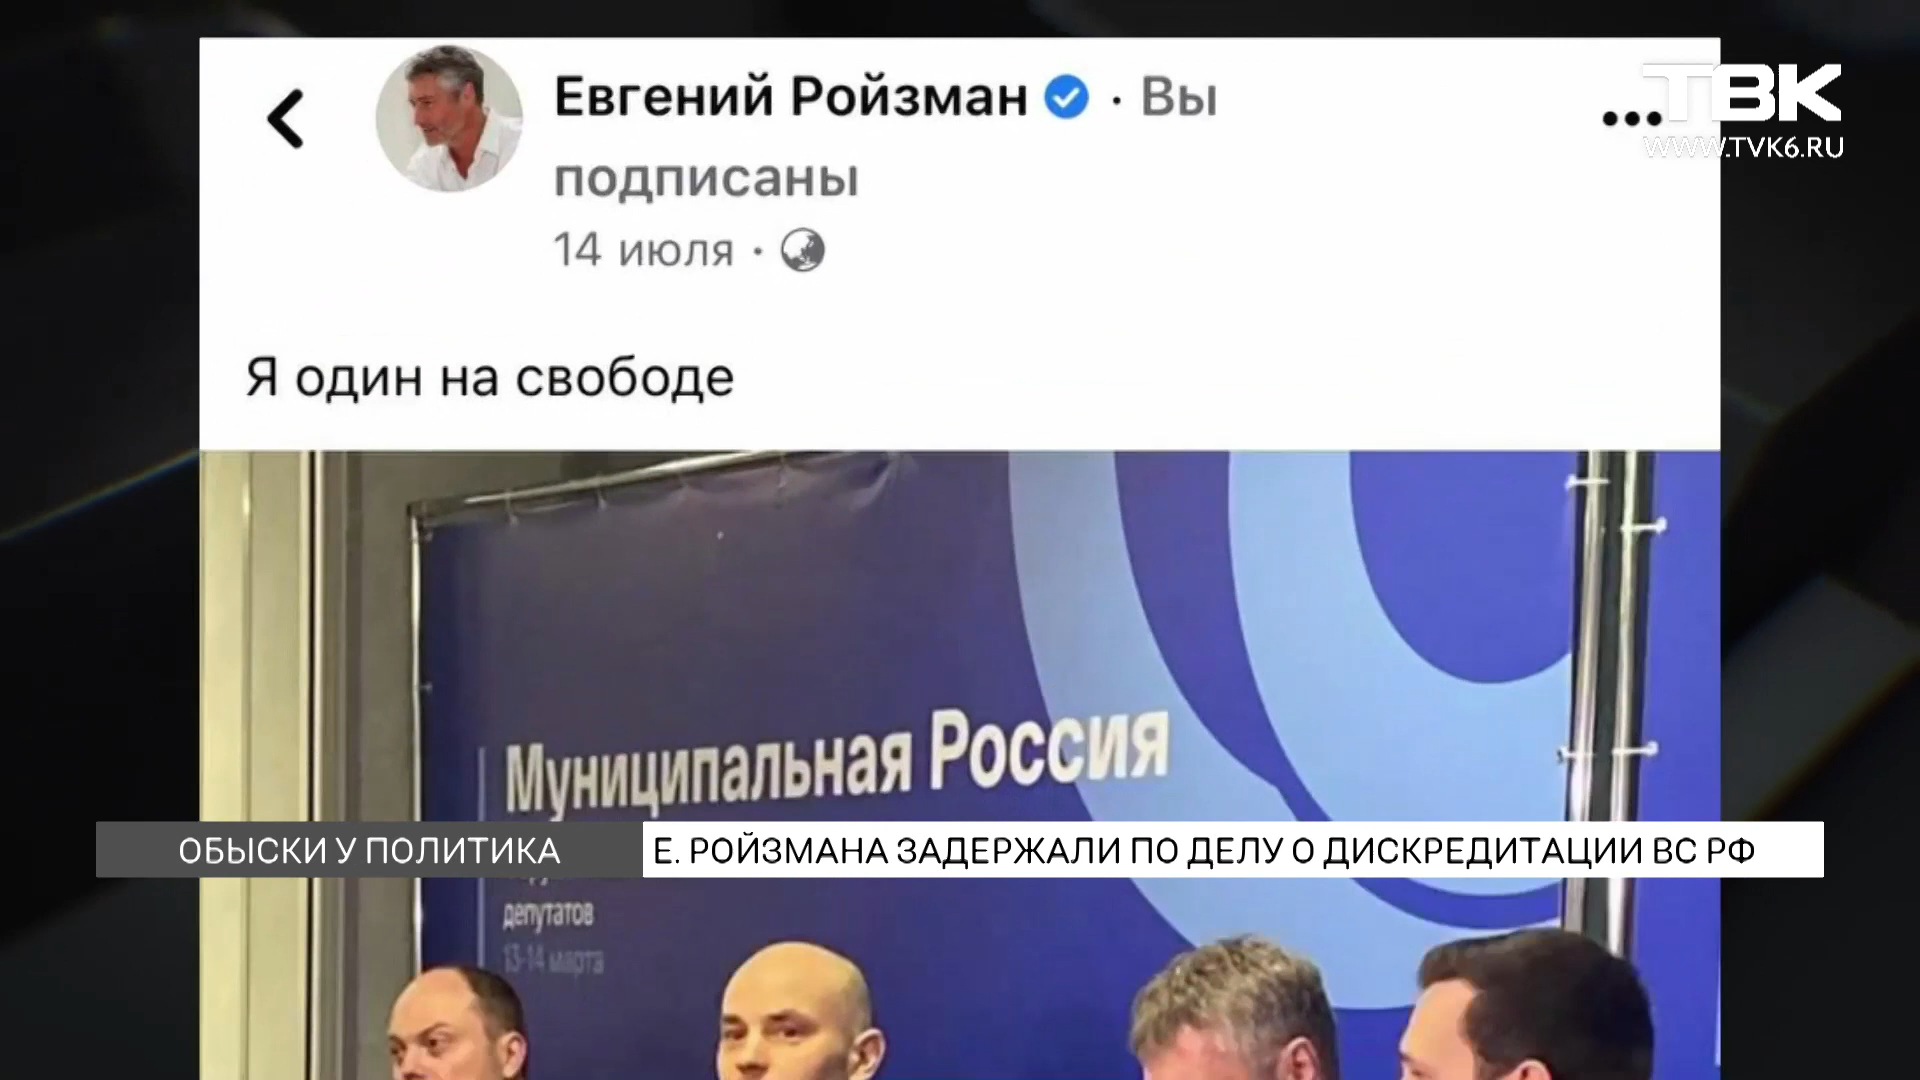 Евгений Ройзман · Вы
подписаны
14 июля ·
ТВК
WWW.TVK6.RU
Я один на свободе
Муниципальная Россия
ОБЫСКИ У ПОЛИТИКА
Е. РОЙЗМАНА ЗАДЕРЖАЛИ ПО ДЕЛУ О ДИСКРЕДИТАЦИИ ВС РФ
депутатов
13-14 марта